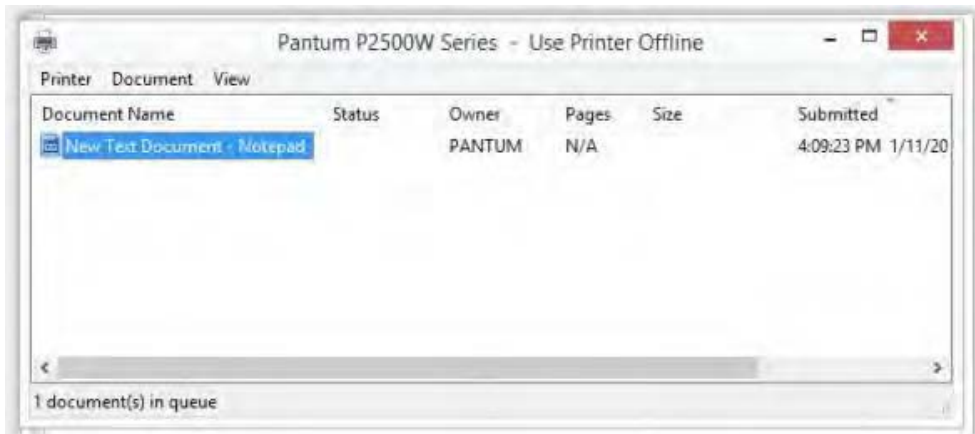 Pantum P2500W Series - Use Printer Offline
Printer Document View
Document Name Status Owner Pages Size Submitted
New Text Document - Notepad PANTUM N/A 4:09:23 PM 1/11/20
1 document(s) in queue